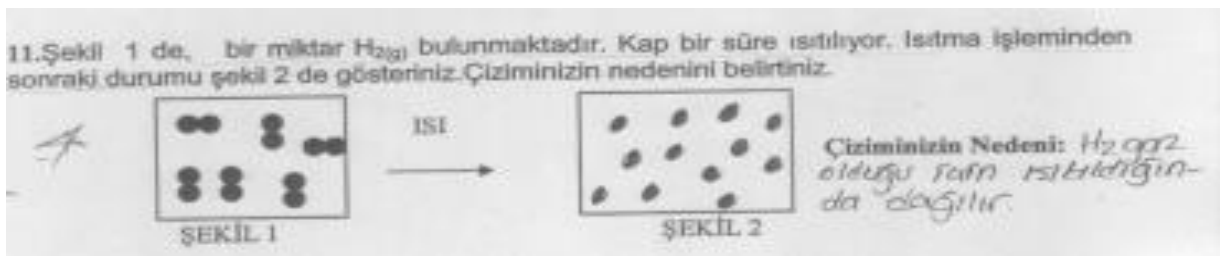 11.Şekil 1 de, bir miktar H2(g) bulunmaktadır. Kap bir süre ısıtılıyor. Isıtma işleminden
sonraki durumu şekil 2 de gösteriniz.Çiziminizin nedenini belirtiniz.
ISI
ŞEKİL 1
ŞEKİL 2
Çiziminizin Nedeni: H2 gaz
olduğu için ısıtıldığın-
da dağılır.